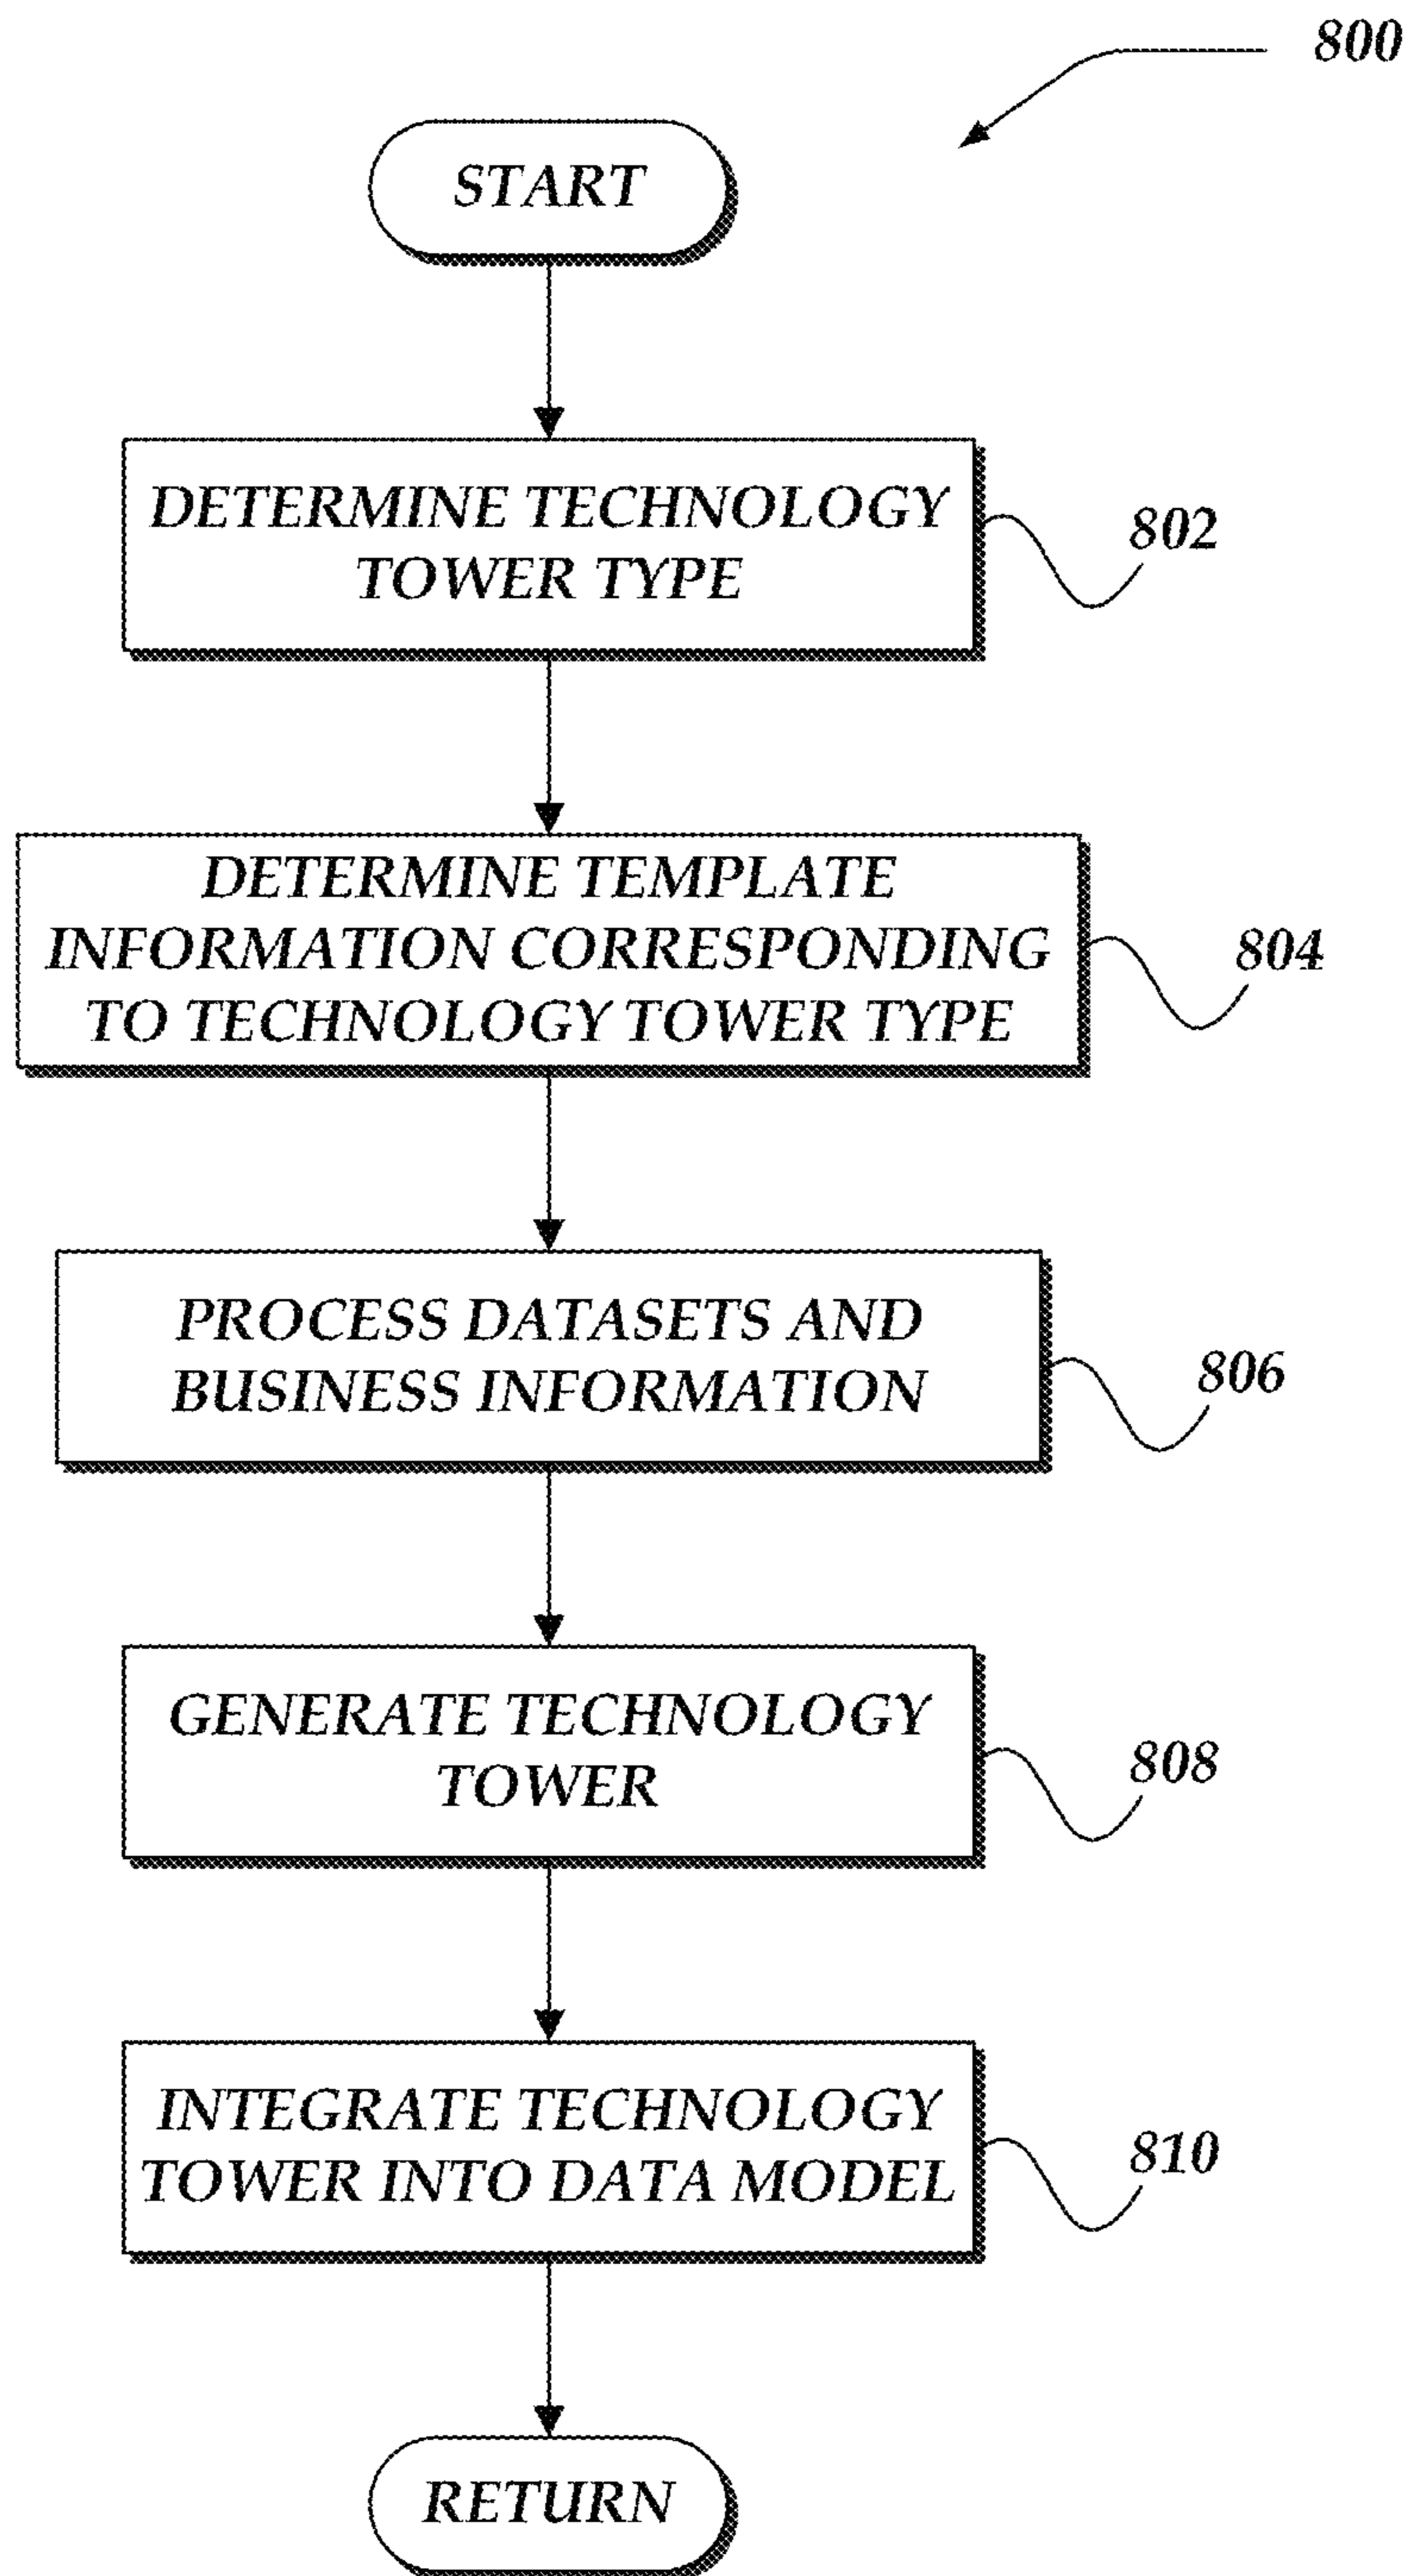 800
START
DETERMINE TECHNOLOGY
TOWER TYPE
802
DETERMINE TEMPLATE
INFORMATION CORRESPONDING
TO TECHNOLOGY TOWER TYPE
804
PROCESS DATASETS AND
BUSINESS INFORMATION
806
GENERATE TECHNOLOGY
TOWER
808
INTEGRATE TECHNOLOGY
TOWER INTO DATA MODEL
810
RETURN